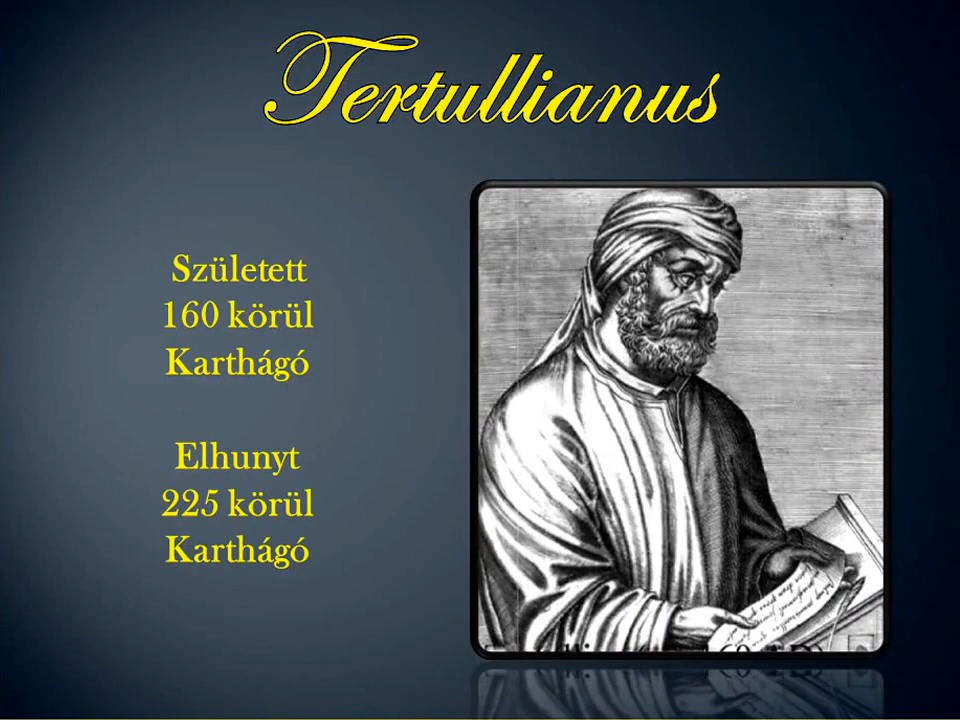 Tertullianus
Született
160 körül
Karthágó
Elhunyt
225 körül
Karthágó